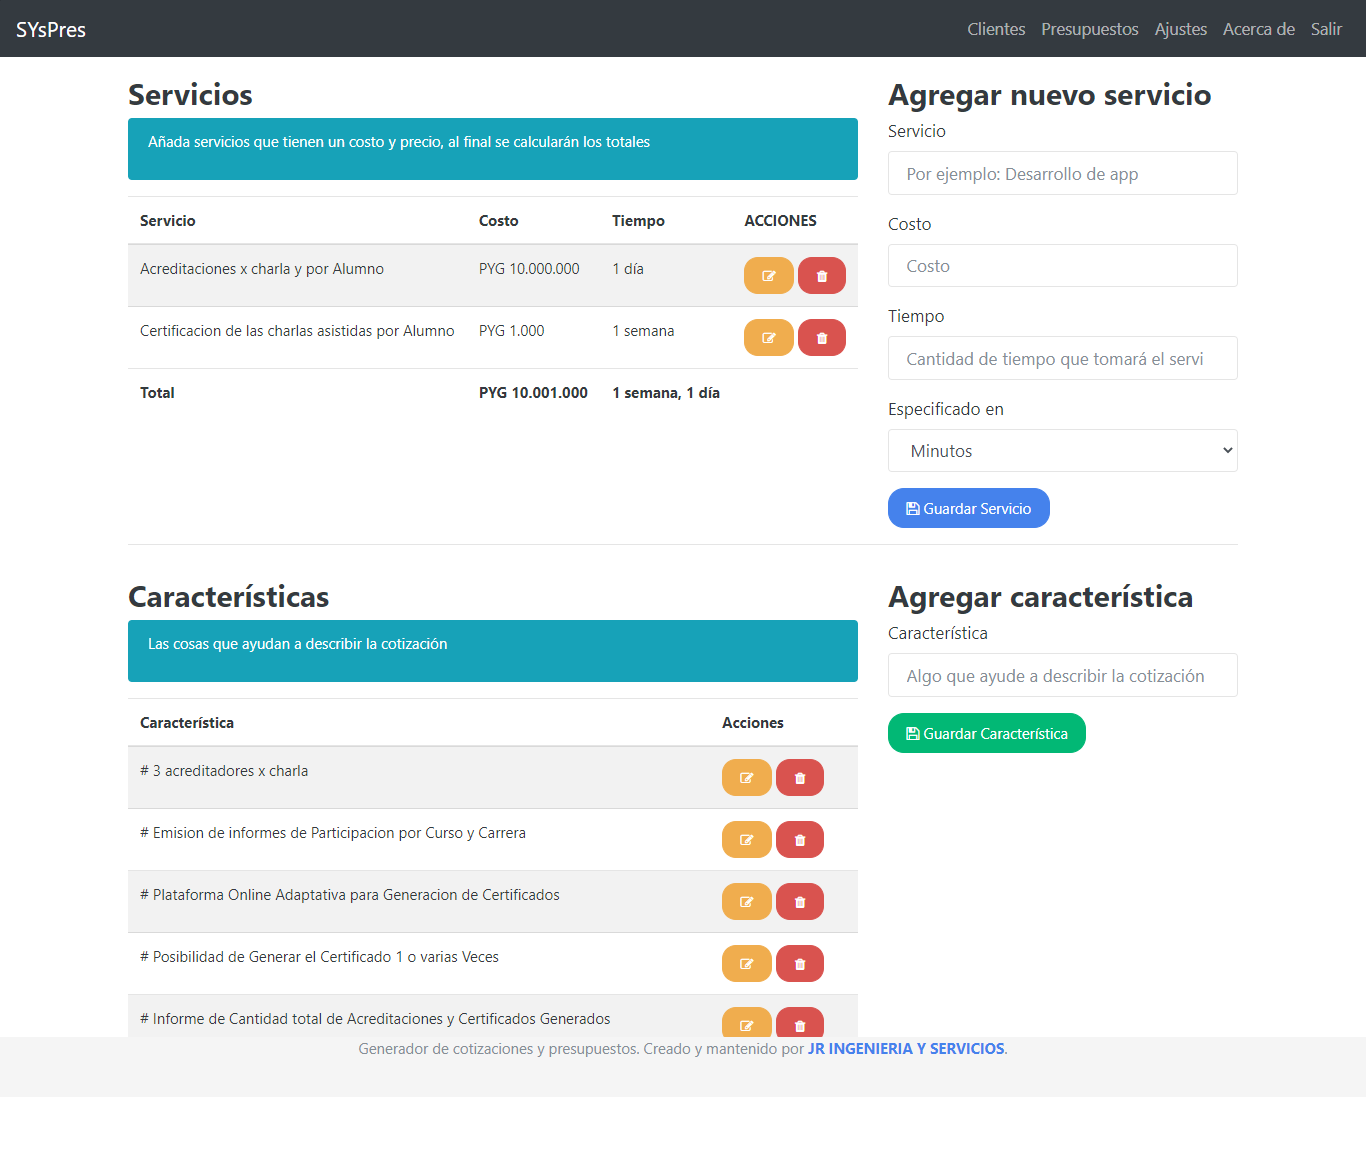 SYsPres
Clientes Presupuestos Ajustes Acerca de Salir
Servicios
Añada servicios que tienen un costo y precio, al final se calcularán los totales
Servicio Costo Tiempo ACCIONES
Acreditaciones x charla y por Alumno PYG 10.000.000 1 día
Certificacion de las charlas asistidas por Alumno PYG 1.000 1 semana
Total PYG 10.001.000 1 semana, 1 día
Agregar nuevo servicio
Servicio
Por ejemplo: Desarrollo de app
Costo
Costo
Tiempo
Cantidad de tiempo que tomará el servi
Especificado en
Minutos
Guardar Servicio
Características
Las cosas que ayudan a describir la cotización
Característica Acciones
# 3 acreditadores x charla
# Emision de informes de Participacion por Curso y Carrera
# Plataforma Online Adaptativa para Generacion de Certificados
# Posibilidad de Generar el Certificado 1 o varias Veces
# Informe de Cantidad total de Acreditaciones y Certificados Generados
Agregar característica
Característica
Algo que ayude a describir la cotización
Guardar Característica
Generador de cotizaciones y presupuestos. Creado y mantenido por JR INGENIERIA Y SERVICIOS.